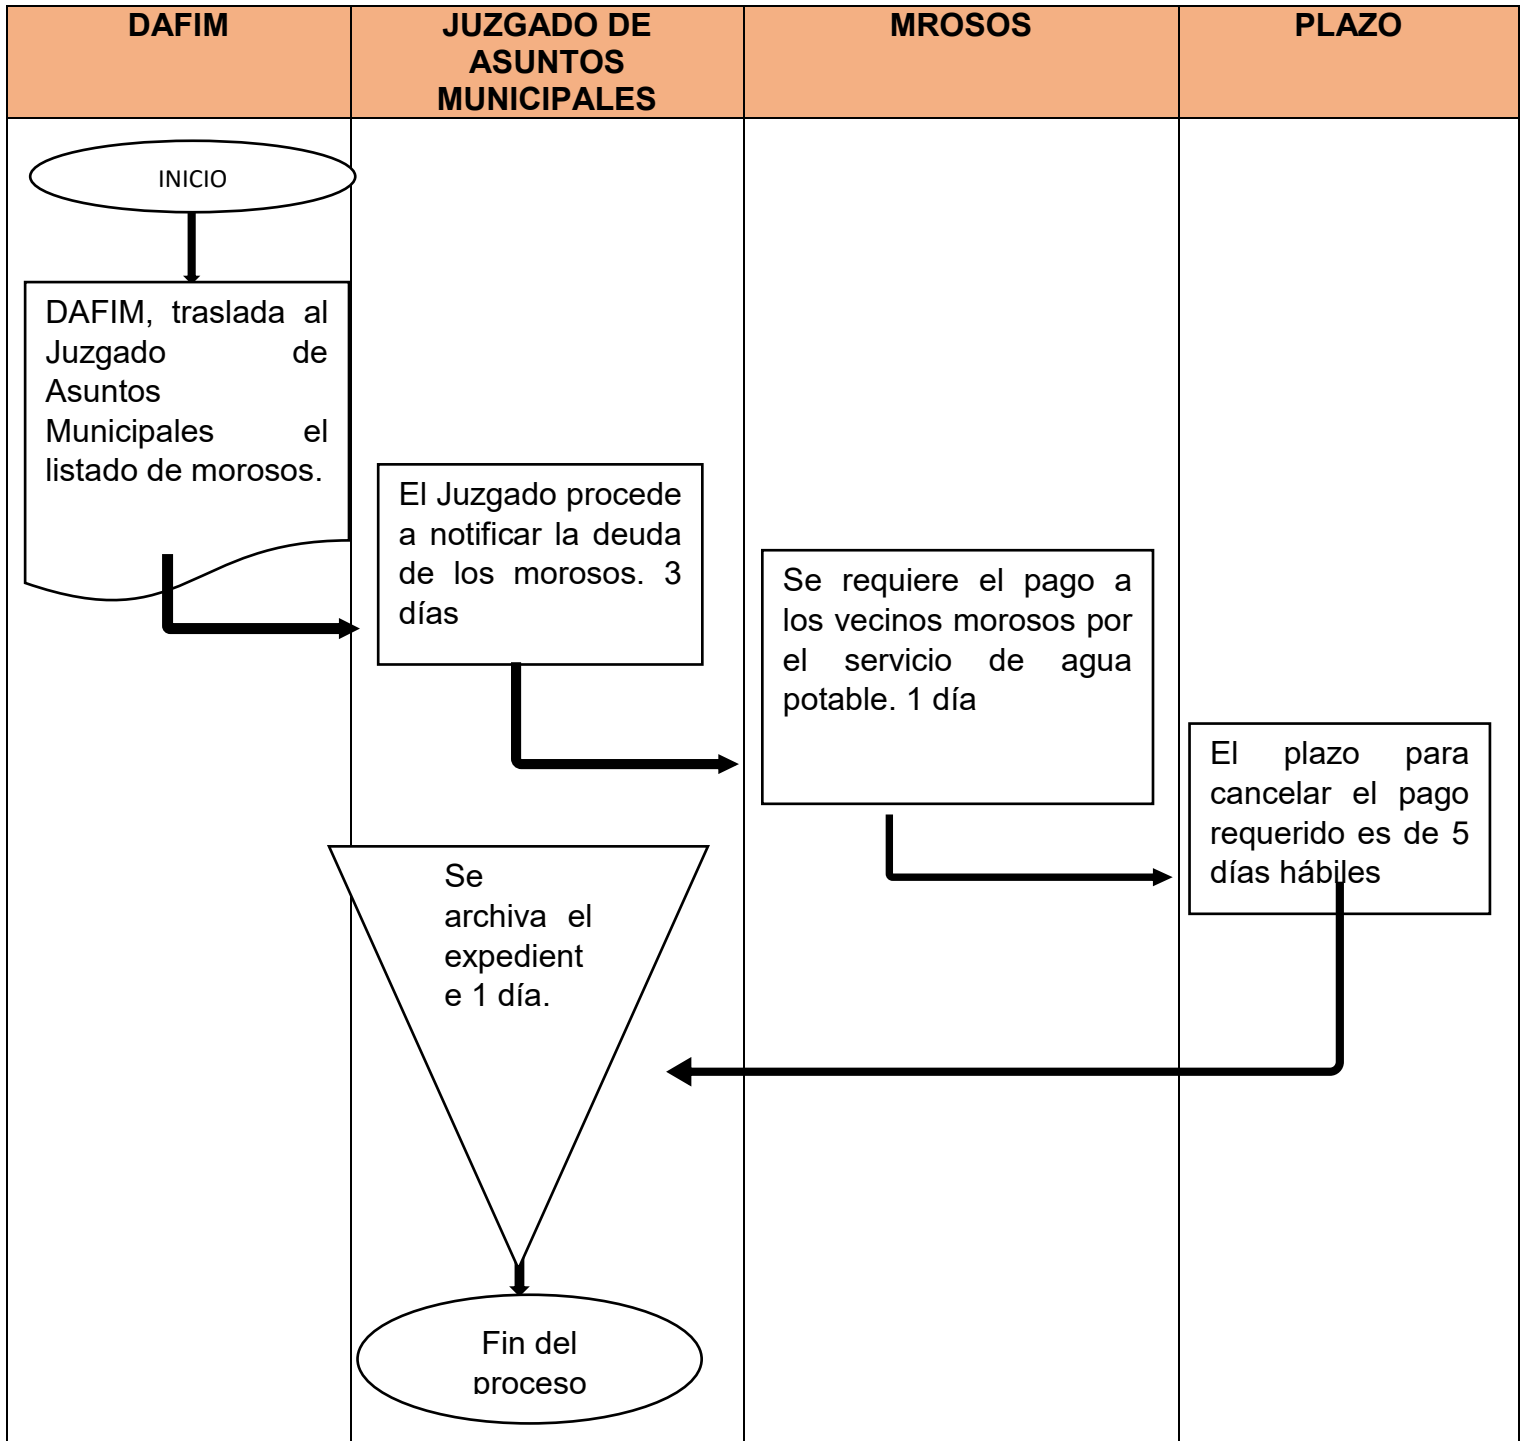 DAFIM
JUZGADO DE
ASUNTOS
MUNICIPALES
MROSOS
PLAZO
INICIO
DAFIM, traslada al
Juzgado de
Asuntos
Municipales el
listado de morosos.
El Juzgado procede
a notificar la deuda
de los morosos. 3
días
Se requiere el pago a
los vecinos morosos por
el servicio de agua
potable. 1 día
El plazo para
cancelar el pago
requerido es de 5
días hábiles
Se
archiva el
expedient
e 1 día.
Fin del
proceso